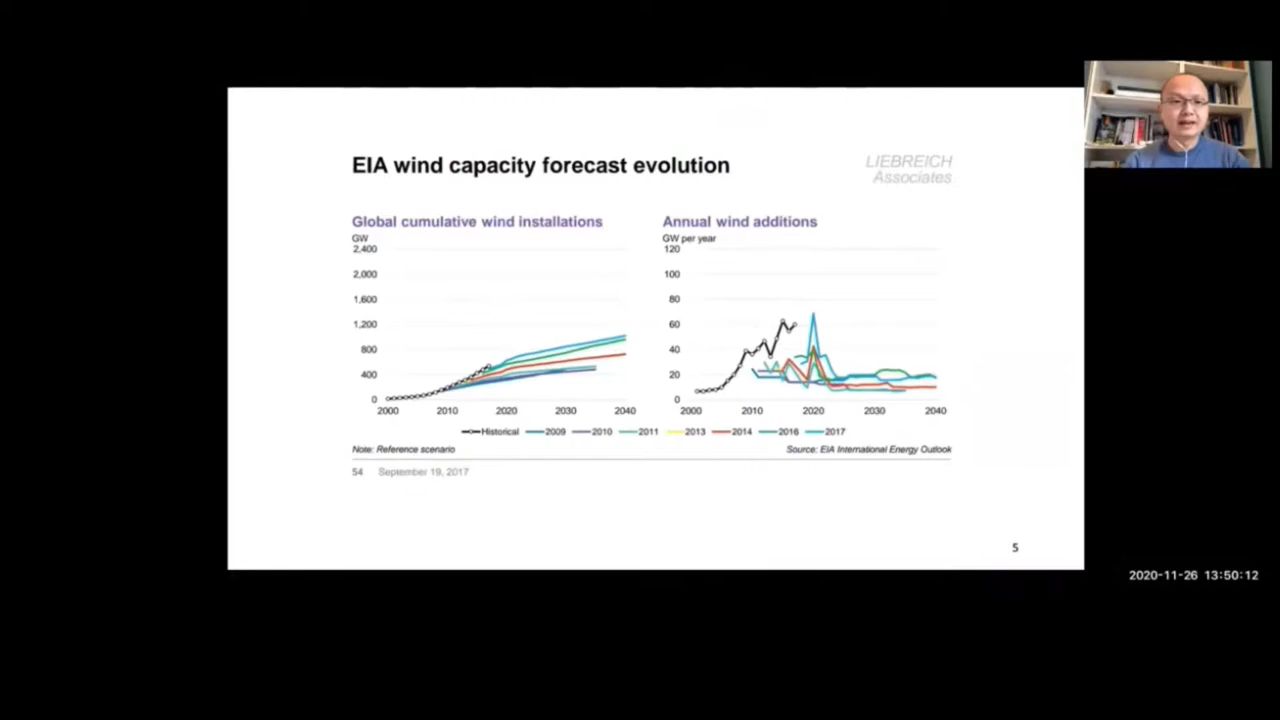 EIA wind capacity forecast evolution
LIEBREICH
Associates
Global cumulative wind installations
GW
2,400
2,000
1,600
1,200
800
400
0
2000 2010 2020 2030 2040
Annual wind additions
GW per year
120
100
80
60
40
20
0
2000 2010 2020 2030 2040
Historical 2009 2010 2011 2013 2014 2016 2017
Note: Reference scenario
Source: EIA International Energy Outlook
54 September 19, 2017
5
2020-11-26 13:50:12